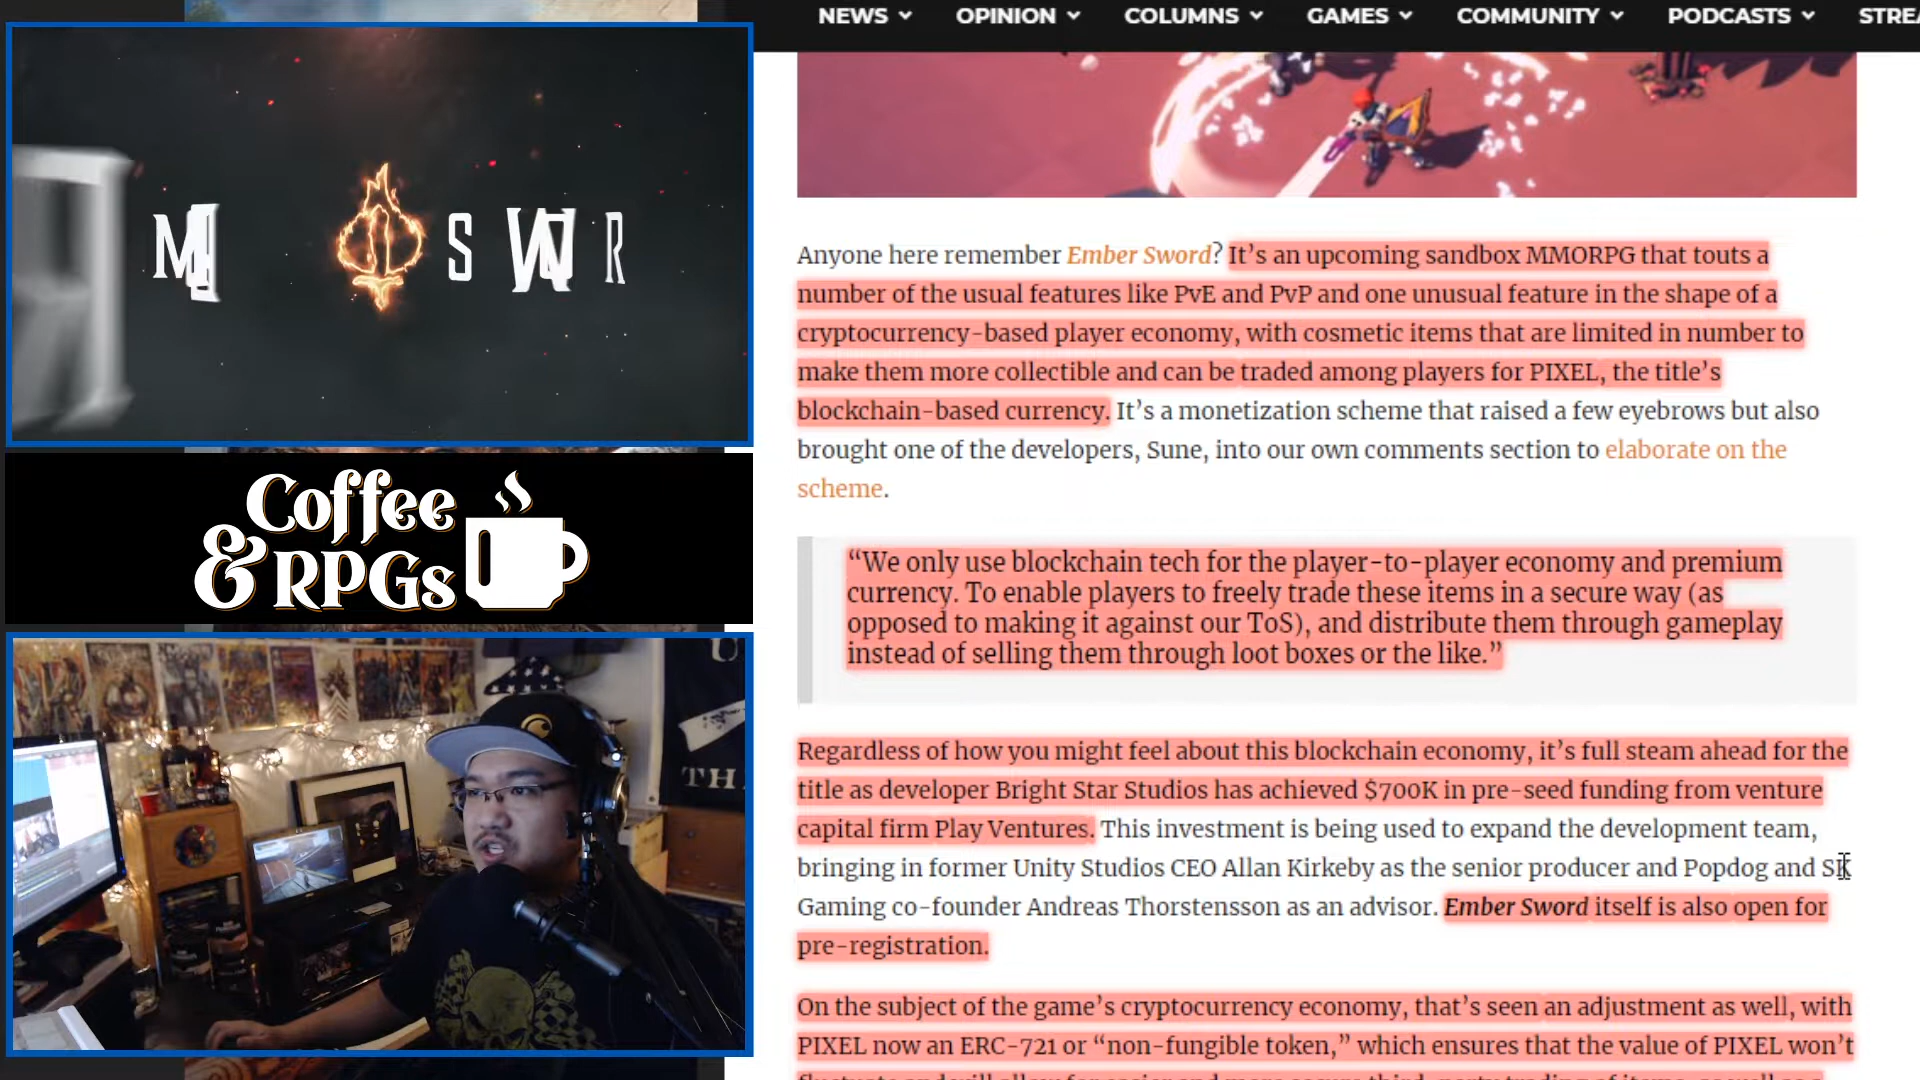 NEWS OPINION COLUMNS GAMES COMMUNITY PODCASTS
M S W R
Coffee
& RPGs
Anyone here remember Ember Sword? It's an upcoming sandbox MMORPG that touts a
number of the usual features like PvE and PvP and one unusual feature in the shape of a
cryptocurrency-based player economy, with cosmetic items that are limited in number to
make them more collectible and can be traded among players for PIXEL, the title's
blockchain-based currency. It's a monetization scheme that raised a few eyebrows but also
brought one of the developers, Sune, into our own comments section to elaborate on the
scheme.
“We only use blockchain tech for the player-to-player economy and premium
currency. To enable players to freely trade these items in a secure way (as
opposed to making it against our ToS), and distribute them through gameplay
instead of selling them through loot boxes or the like.”
Regardless of how you might feel about this blockchain economy, it's full steam ahead for the
title as developer Bright Star Studios has achieved $700K in pre-seed funding from venture
capital firm Play Ventures. This investment is being used to expand the development team,
bringing in former Unity Studios CEO Allan Kirkeby as the senior producer and Popdog and SK
Gaming co-founder Andreas Thorstensson as an advisor. Ember Sword itself is also open for
pre-registration.
On the subject of the game's cryptocurrency economy, that's seen an adjustment as well, with
PIXEL now an ERC-721 or “non-fungible token,” which ensures that the value of PIXEL won't